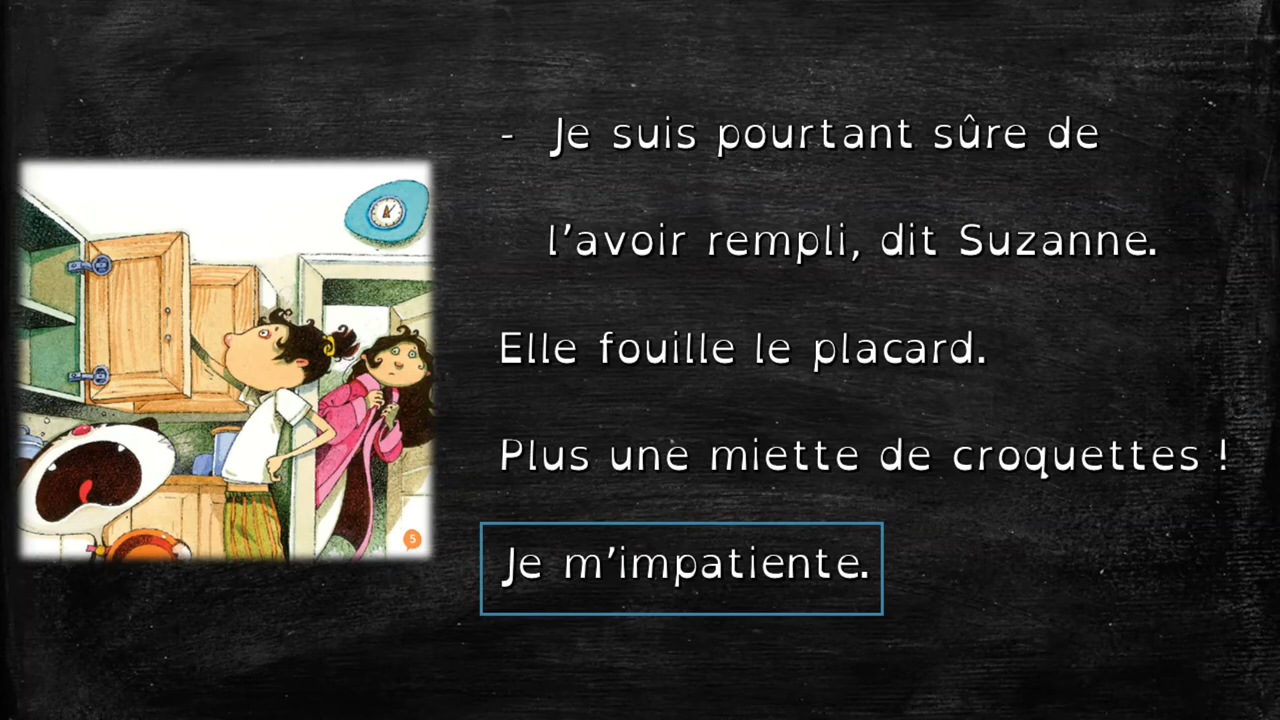 - Je suis pourtant sûre de
l'avoir rempli, dit Suzanne.
Elle fouille le placard.
Plus une miette de croquettes !
Je m'impatiente.
5